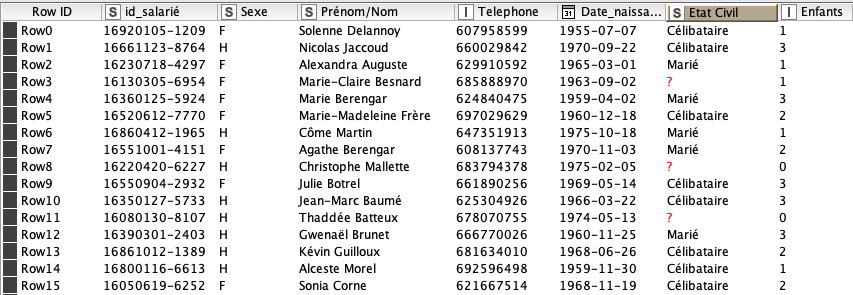 Row ID S id_salarié S Sexe S Prénom/Nom I Telephone 31 Date_naissa... S Etat Civil I Enfants
Row0 16920105-1209 F Solenne Delannoy 607958599 1955-07-07 Célibataire 1
Row1 16661123-8764 H Nicolas Jaccoud 660029842 1970-09-22 Célibataire 3
Row2 16230718-4297 F Alexandra Auguste 629910592 1965-03-01 Marié 1
Row3 16130305-6954 F Marie-Claire Besnard 685888970 1963-09-02 ? 1
Row4 16360125-5924 F Marie Berengar 624840475 1959-04-02 Marié 3
Row5 16520612-7770 F Marie-Madeleine Frère 697029629 1960-12-18 Célibataire 2
Row6 16860412-1965 H Côme Martin 647351913 1975-10-18 Marié 1
Row7 16551001-4151 F Agathe Berengar 608137743 1970-11-03 Marié 2
Row8 16220420-6227 H Christophe Mallette 683794378 1975-02-05 ? 0
Row9 16550904-2932 F Julie Botrel 661890256 1969-05-14 Célibataire 3
Row10 16350127-5733 H Jean-Marc Baumé 625304926 1966-03-22 Célibataire 3
Row11 16080130-8107 H Thaddée Batteux 678070755 1974-05-13 ? 0
Row12 16390301-2403 H Gwenaël Brunet 666770026 1960-11-25 Marié 3
Row13 16861012-1389 H Kévin Guilloux 681634010 1968-06-26 Célibataire 2
Row14 16800116-6613 H Alceste Morel 692596498 1959-11-30 Célibataire 1
Row15 16050619-6252 F Sonia Corne 621667514 1968-11-19 Célibataire 2